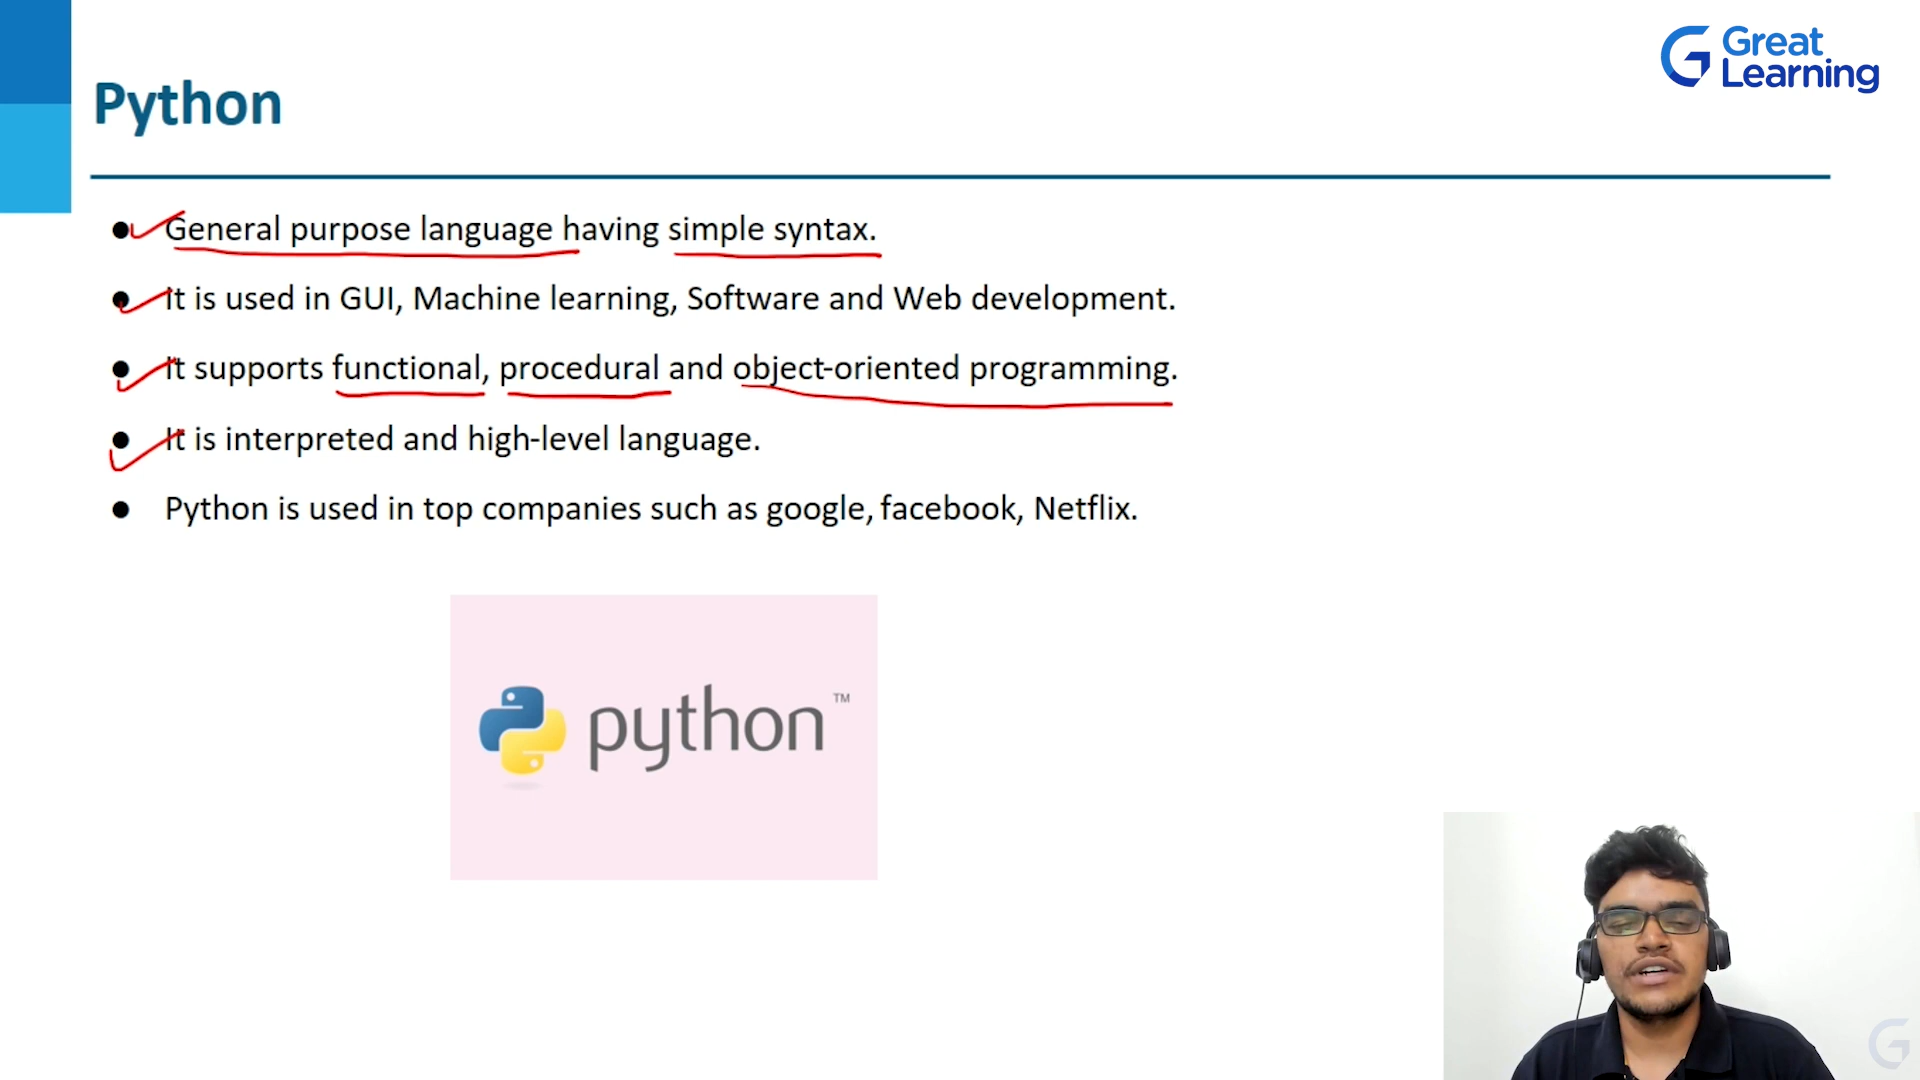 Great
Learning
Python
● General purpose language having simple syntax.
● It is used in GUI, Machine learning, Software and Web development.
● It supports functional, procedural and object-oriented programming.
● It is interpreted and high-level language.
● Python is used in top companies such as google, facebook, Netflix.
python™
G